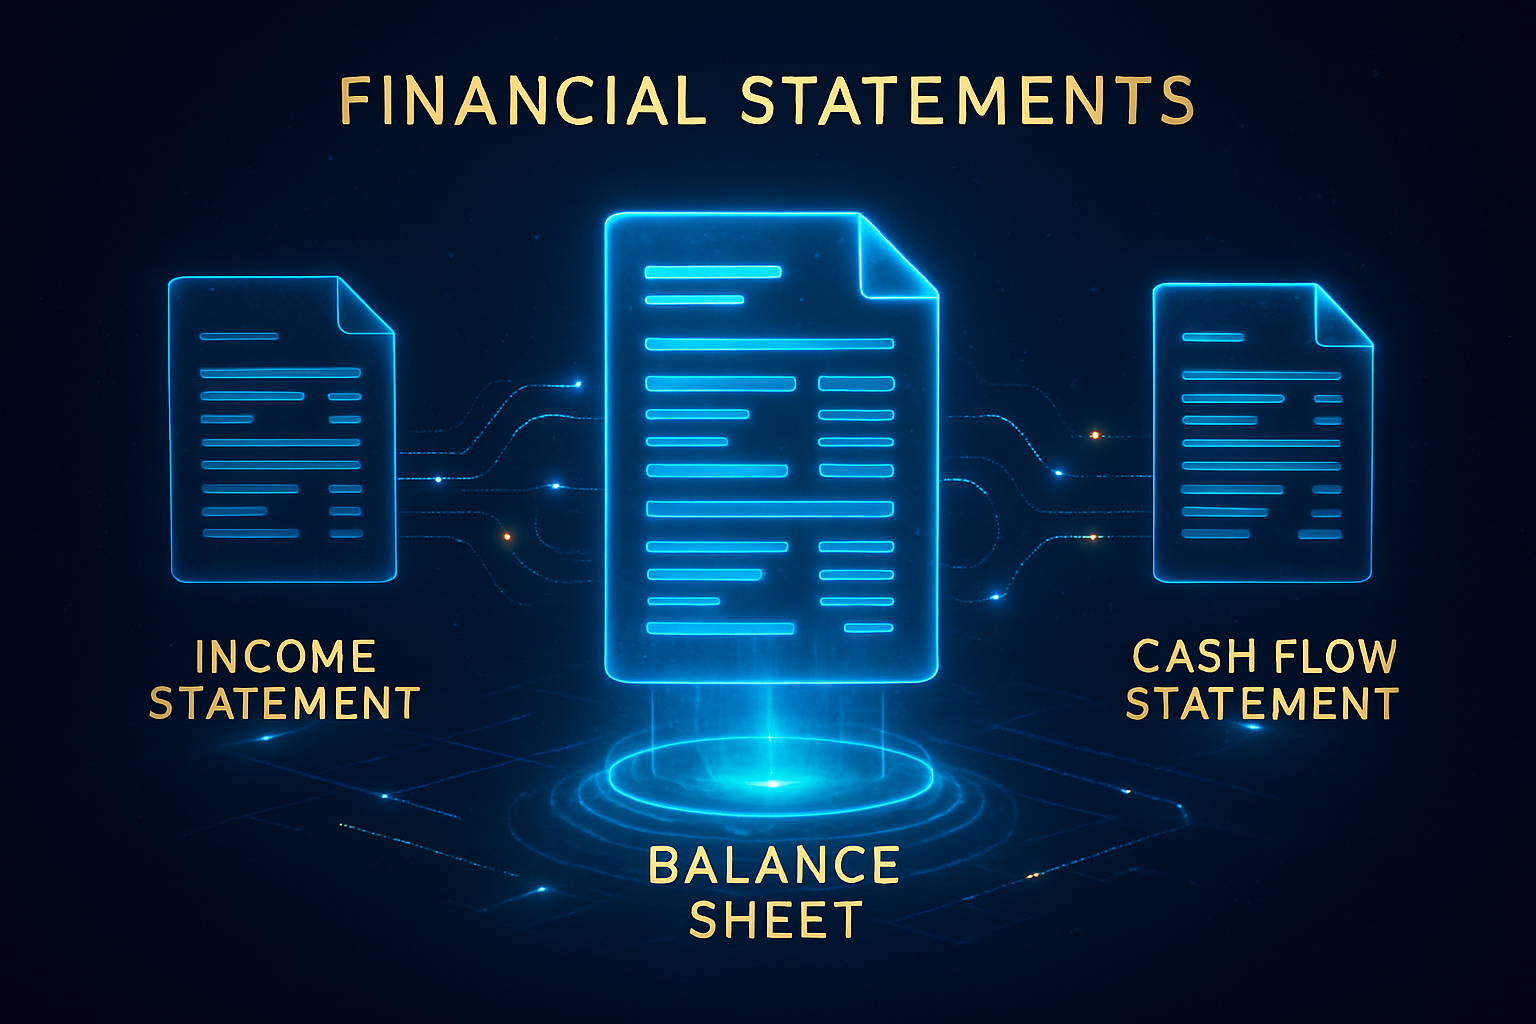 FINANCIAL STATEMENTS
INCOME
STATEMENT
CASH FLOW
STATEMENT
BALANCE
SHEET